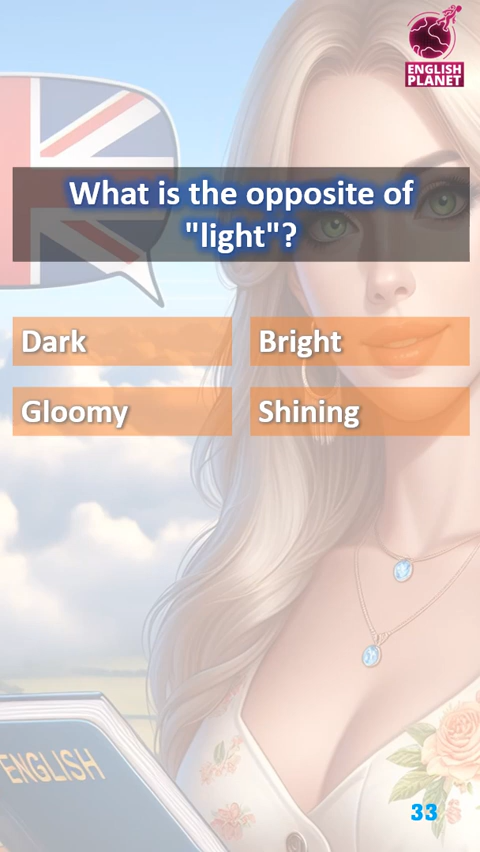 ENGLISH
PLANET
What is the opposite of
"light"?
Dark
Bright
Gloomy
Shining
ENGLISH
33